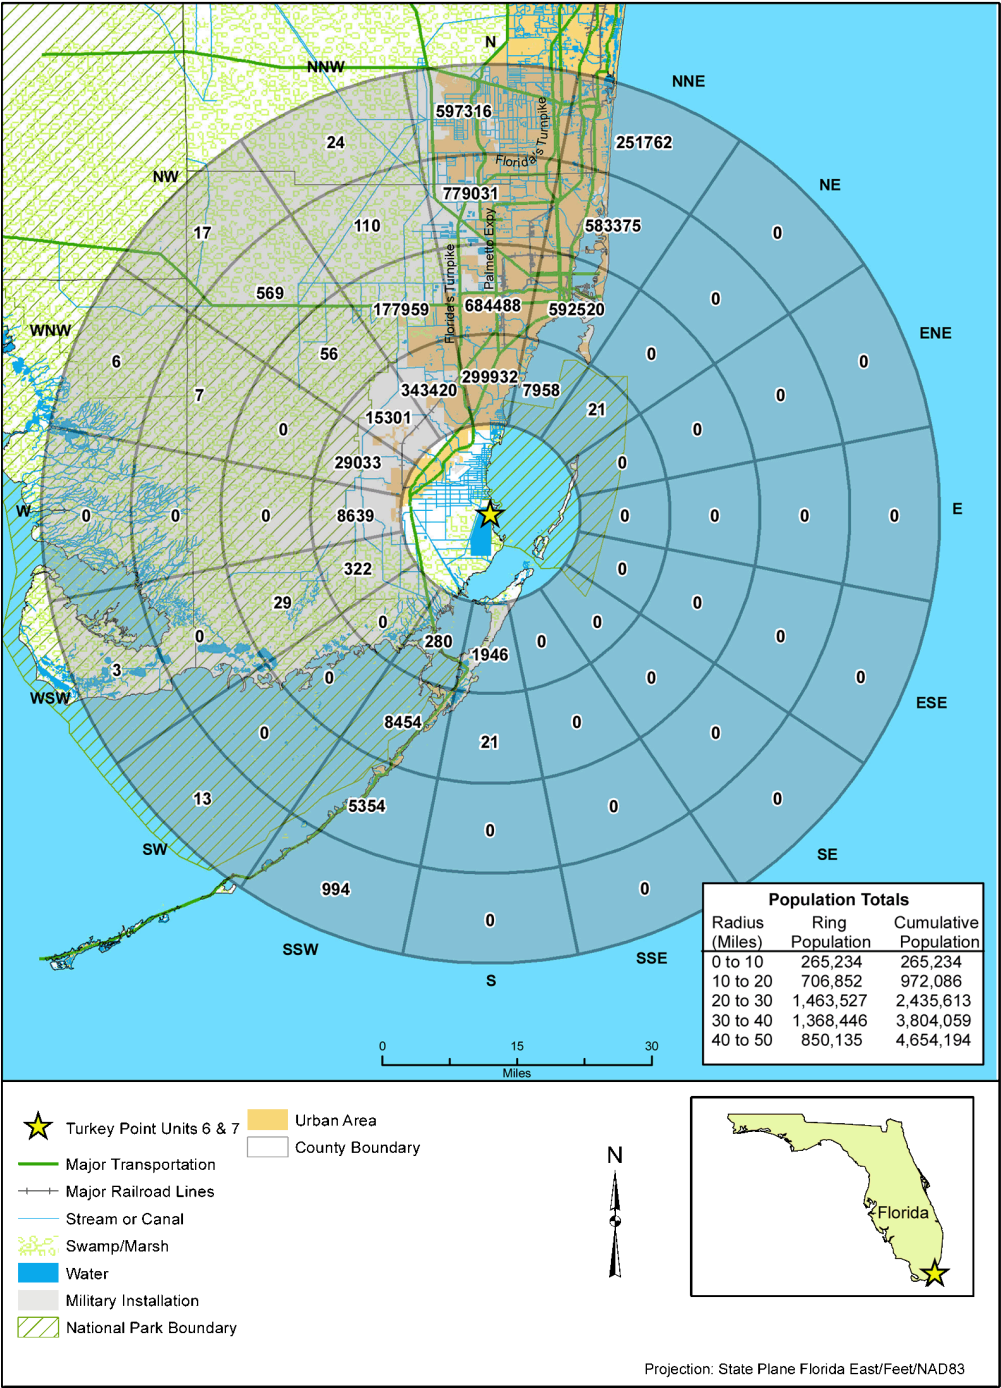 N
NNW
NNE
597316
24
251762
Florida's Turnpike
NW
NE
779031
17
110
583375
0
Florida's Turnpike
Palmetto Expy
569
0
177959
684488
592520
WNW
ENE
56
0
6
0
299932
343420
7958
7
0
15301
21
0
0
29033
0
W
0
0
0
8639
0
0
0
0
E
322
0
29
0
0
0
0
0
280
0
1946
3
0
0
0
0
WSW
ESE
8454
0
0
0
21
13
5354
0
0
0
SW
SE
994
0
0
SSW
SSE
S
Population Totals
Radius (Miles) Ring Population Cumulative Population
0 to 10 265,234 265,234
10 to 20 706,852 972,086
20 to 30 1,463,527 2,435,613
30 to 40 1,368,446 3,804,059
40 to 50 850,135 4,654,194
0 15 30
Miles
Turkey Point Units 6 & 7
Major Transportation
Major Railroad Lines
Stream or Canal
Swamp/Marsh
Water
Military Installation
National Park Boundary
Urban Area
County Boundary
N
Florida
Projection: State Plane Florida East/Feet/NAD83